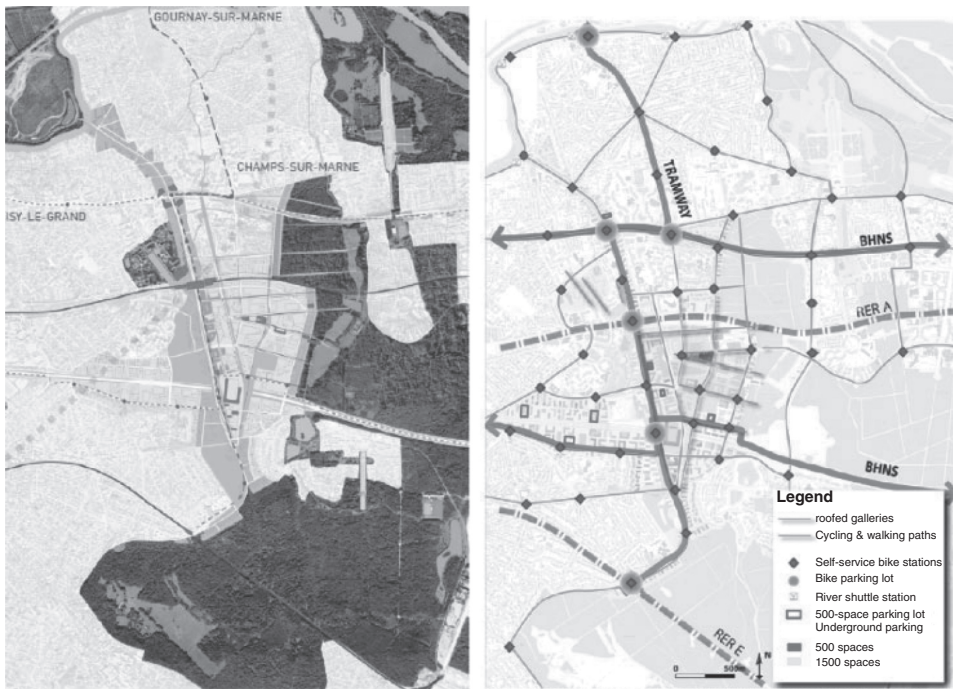 GOURNAY-SUR-MARNE
CHAMPS-SUR-MARNE
ISY-LE-GRAND
TRAMWAY
BHNS
RER A
BHNS
RER E
Legend
roofed galleries
Cycling & walking paths
Self-service bike stations
Bike parking lot
River shuttle station
500-space parking lot
Underground parking
500 spaces
1500 spaces
0 500m
N